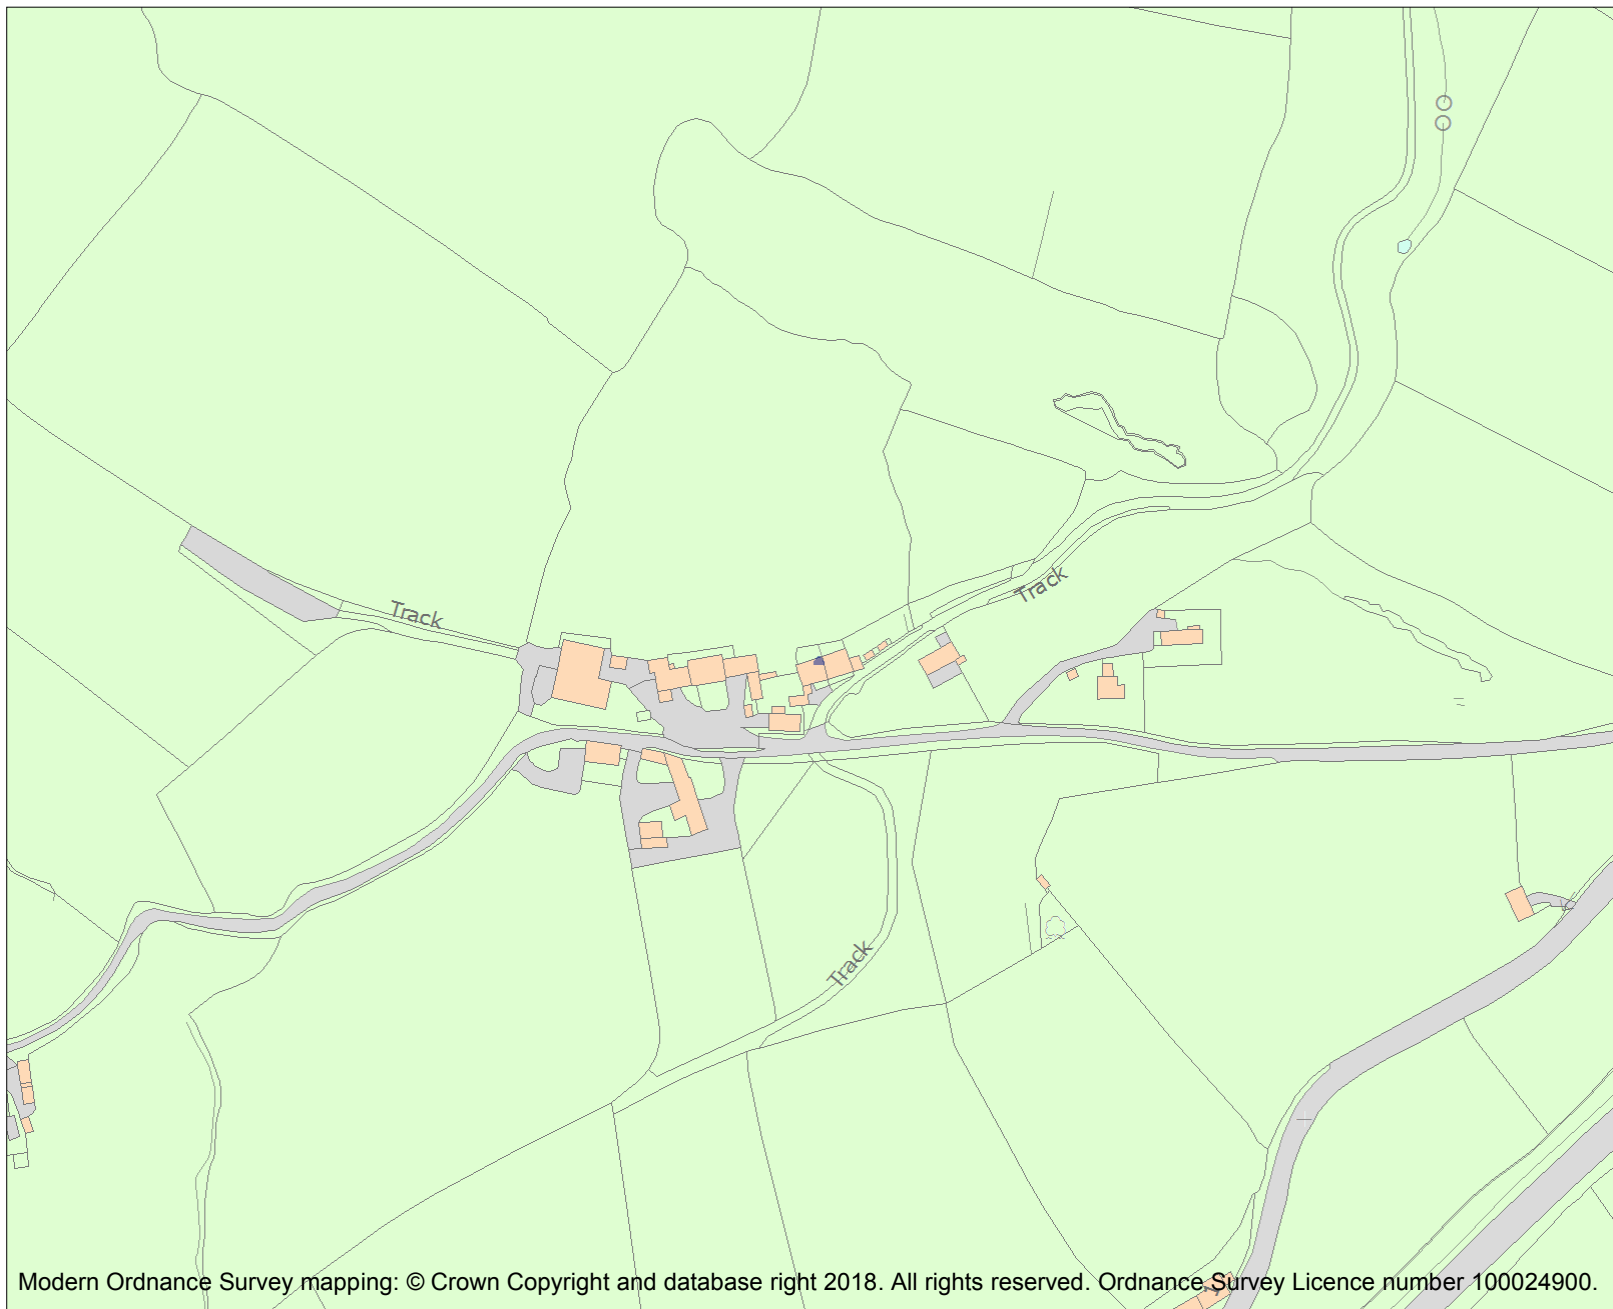 Track
Track
Track
Modern Ordnance Survey mapping: © Crown Copyright and database right 2018. All rights reserved. Ordnance Survey Licence number 100024900.